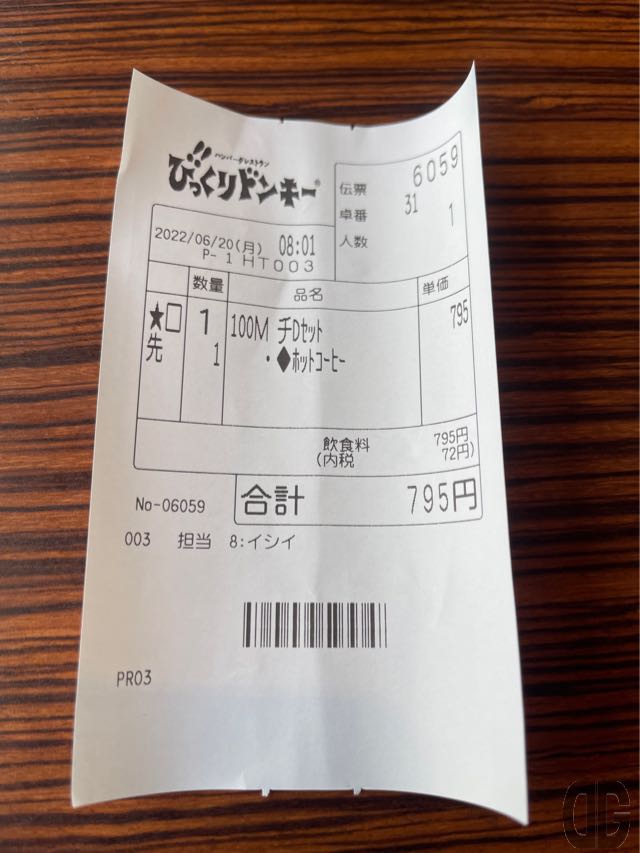 ハンバーグレストラン
びっくりドンキー
伝票 6059
卓番 31
人数 1
2022/06/20(月) 08:01
P- 1 HT003
数量 品名 単価
★□ 1 100M チDセット 795
先 1 ・◆ホットコーヒー
飲食料 795円
(内税 72円)
合計 795円
No-06059
003 担当 8:イシイ
PR03